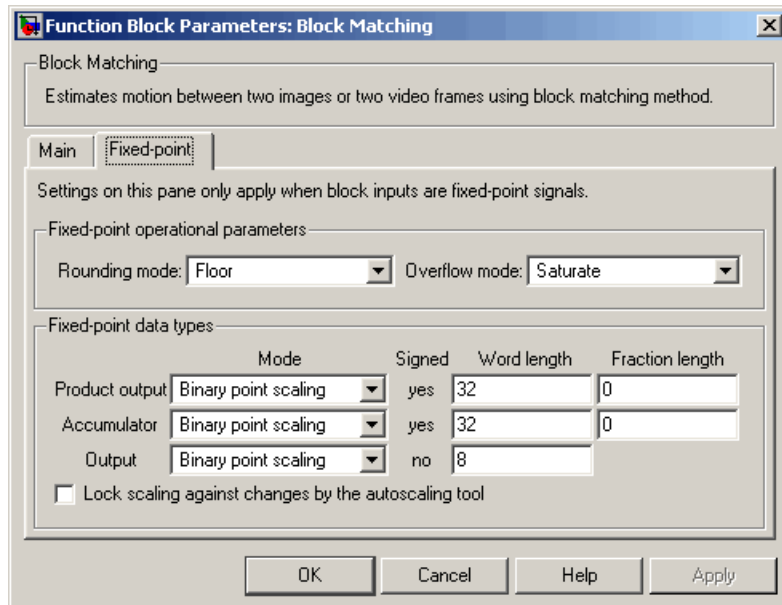 Function Block Parameters: Block Matching
Block Matching
Estimates motion between two images or two video frames using block matching method.
Main Fixed-point
Settings on this pane only apply when block inputs are fixed-point signals.
Fixed-point operational parameters
Rounding mode: Floor Overflow mode: Saturate
Fixed-point data types
Mode Signed Word length Fraction length
Product output Binary point scaling yes 32 0
Accumulator Binary point scaling yes 32 0
Output Binary point scaling no 8
Lock scaling against changes by the autoscaling tool
OK Cancel Help Apply